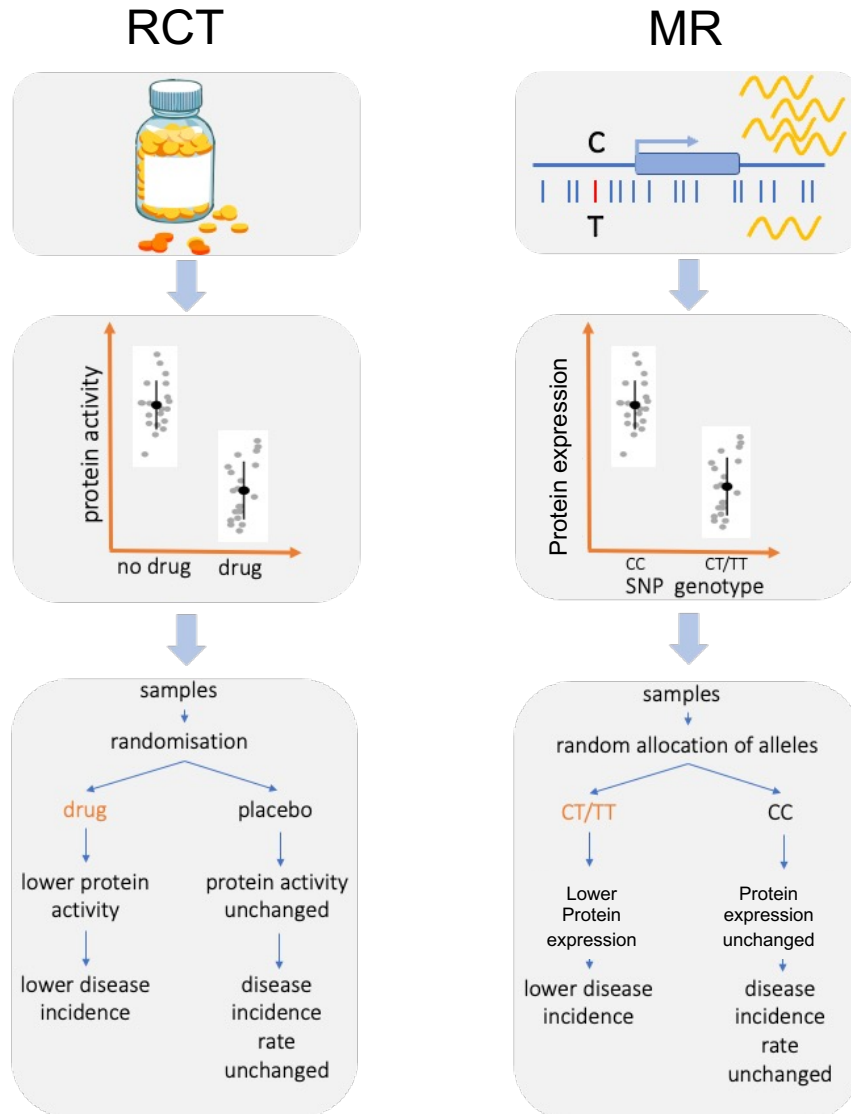 RCT
protein activity
no drug drug
samples
randomisation
drug placebo
lower protein protein activity
activity unchanged
lower disease disease
incidence incidence
rate
unchanged
MR
C
T
Protein expression
CC CT/TT
SNP genotype
samples
random allocation of alleles
CT/TT CC
Lower Protein
Protein expression
expression unchanged
lower disease disease
incidence incidence
rate
unchanged